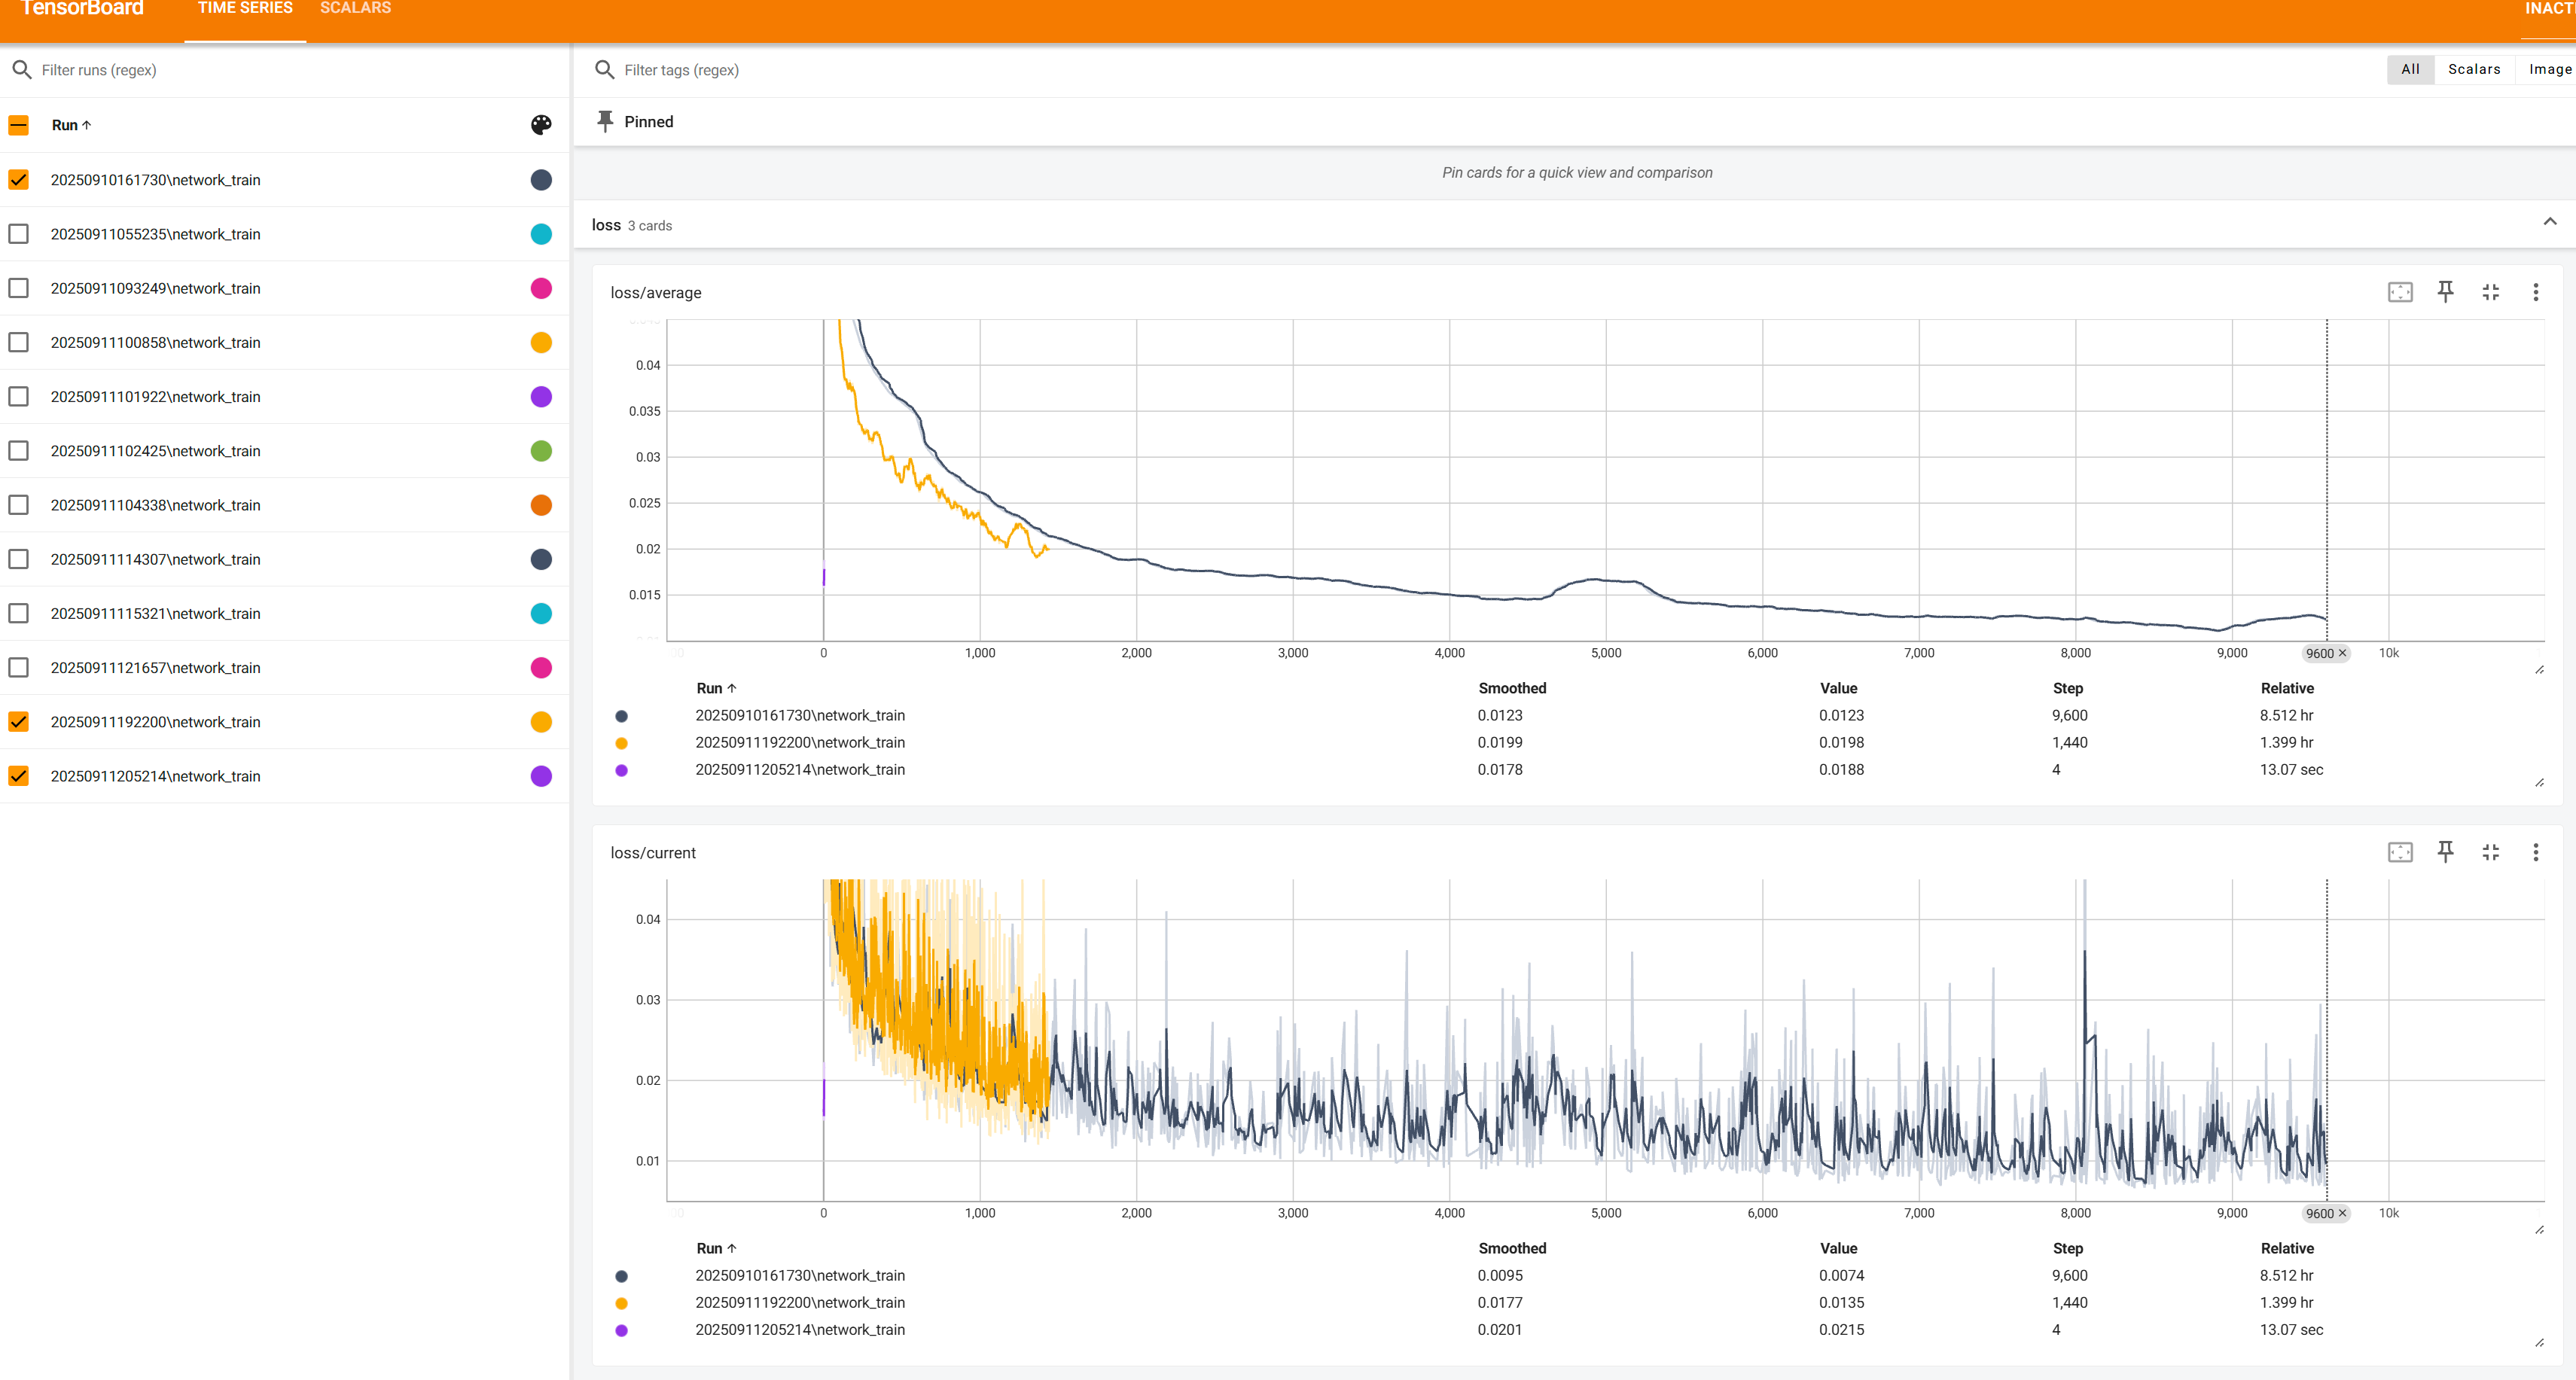 TensorBoard TIME SERIES SCALARS INACT
Filter runs (regex)
Run
20250910161730\network_train
20250911055235\network_train
20250911093249\network_train
20250911100858\network_train
20250911101922\network_train
20250911102425\network_train
20250911104338\network_train
20250911114307\network_train
20250911115321\network_train
20250911121657\network_train
20250911192200\network_train
20250911205214\network_train
Filter tags (regex)
All Scalars Image
Pinned
Pin cards for a quick view and comparison
loss 3 cards
loss/average
0.04
0.035
0.03
0.025
0.02
0.015
0 1,000 2,000 3,000 4,000 5,000 6,000 7,000 8,000 9,000 9600 10k
Run Smoothed Value Step Relative
20250910161730\network_train 0.0123 0.0123 9,600 8.512 hr
20250911192200\network_train 0.0199 0.0198 1,440 1.399 hr
20250911205214\network_train 0.0178 0.0188 4 13.07 sec
loss/current
0.04
0.03
0.02
0.01
0 1,000 2,000 3,000 4,000 5,000 6,000 7,000 8,000 9,000 9600 10k
Run Smoothed Value Step Relative
20250910161730\network_train 0.0095 0.0074 9,600 8.512 hr
20250911192200\network_train 0.0177 0.0135 1,440 1.399 hr
20250911205214\network_train 0.0201 0.0215 4 13.07 sec